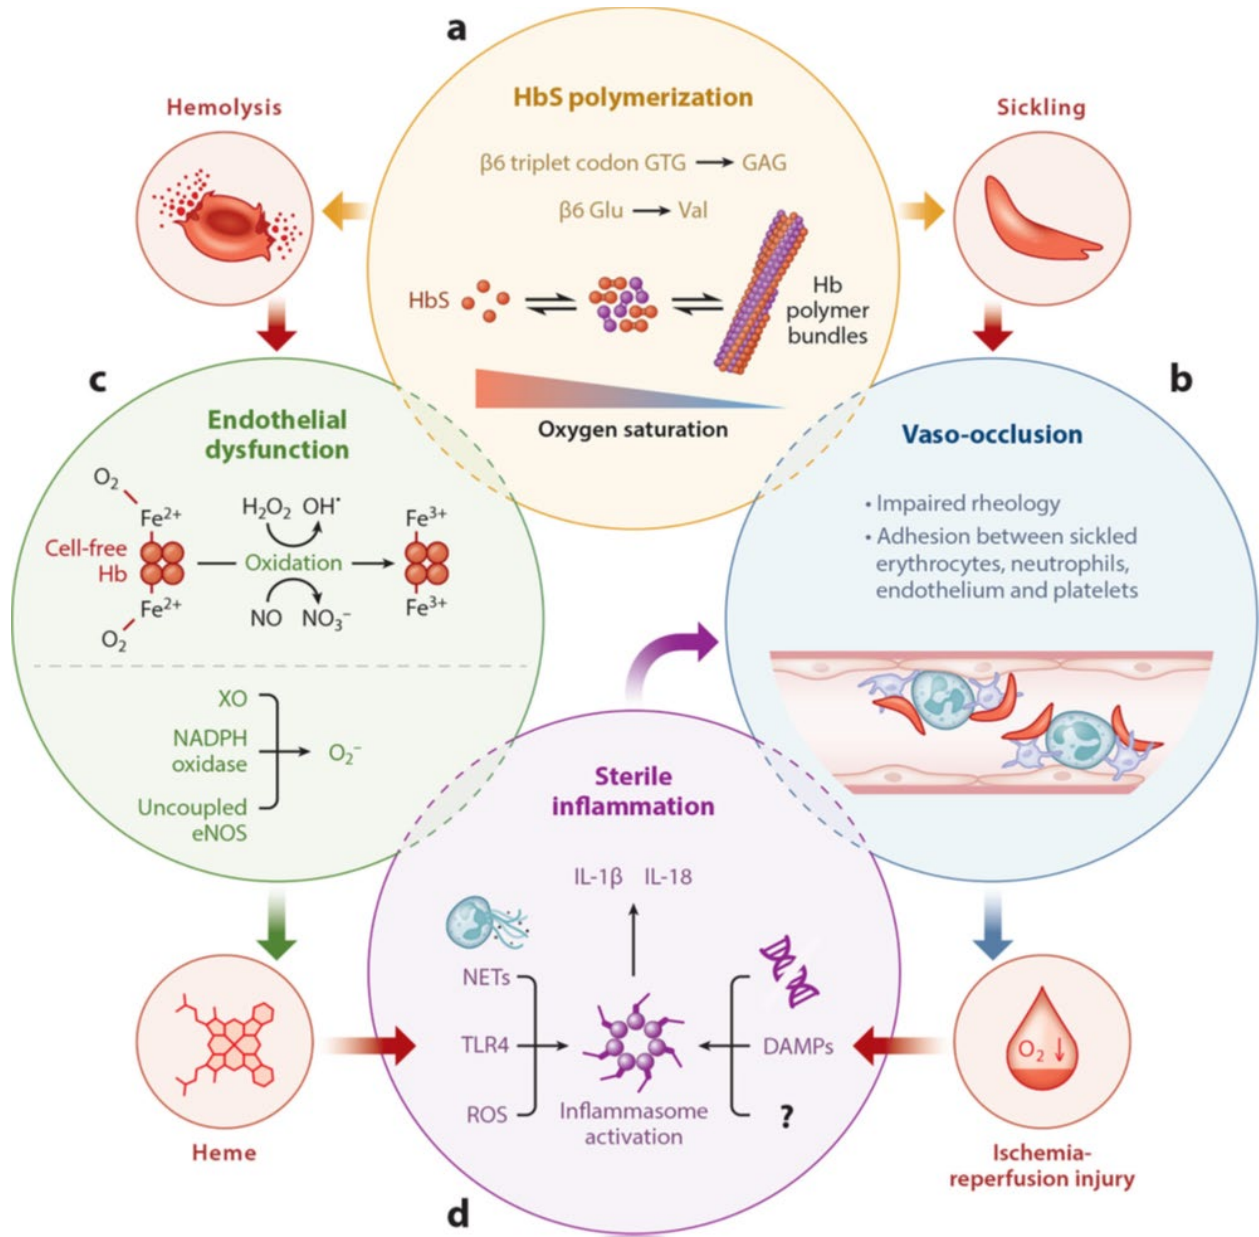 a
HbS polymerization
β6 triplet codon GTG → GAG
β6 Glu → Val
HbS
Hb
polymer
bundles
Oxygen saturation
Hemolysis
Sickling
c
Endothelial
dysfunction
O₂
Fe²⁺
Cell-free
Hb
Fe²⁺
O₂
H₂O₂ OH•
Oxidation
NO NO₃⁻
Fe³⁺
Fe³⁺
XO
NADPH
oxidase
Uncoupled
eNOS
O₂⁻
b
Vaso-occlusion
• Impaired rheology
• Adhesion between sickled
erythrocytes, neutrophils,
endothelium and platelets
Sterile
inflammation
IL-1β IL-18
NETs
TLR4
ROS
Inflammasome
activation
DAMPs
?
Heme
O₂ ↓
Ischemia-
reperfusion injury
d